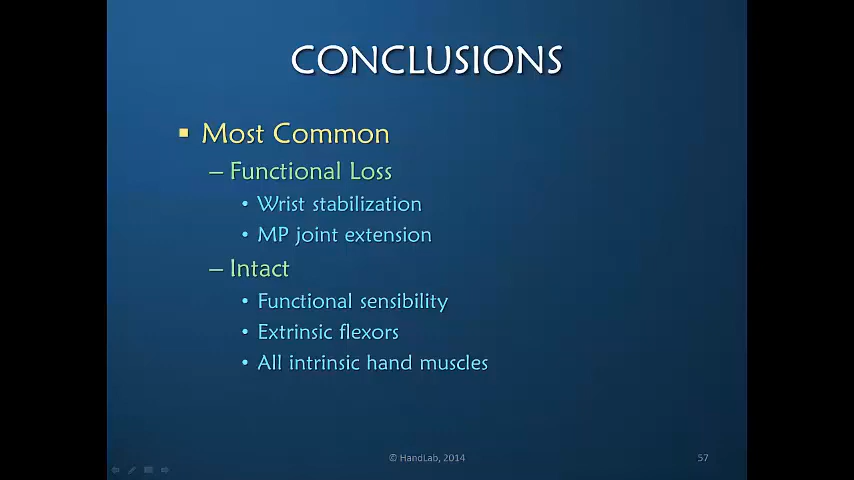 CONCLUSIONS
▪ Most Common
– Functional Loss
• Wrist stabilization
• MP joint extension
– Intact
• Functional sensibility
• Extrinsic flexors
• All intrinsic hand muscles
© HandLab, 2014
57